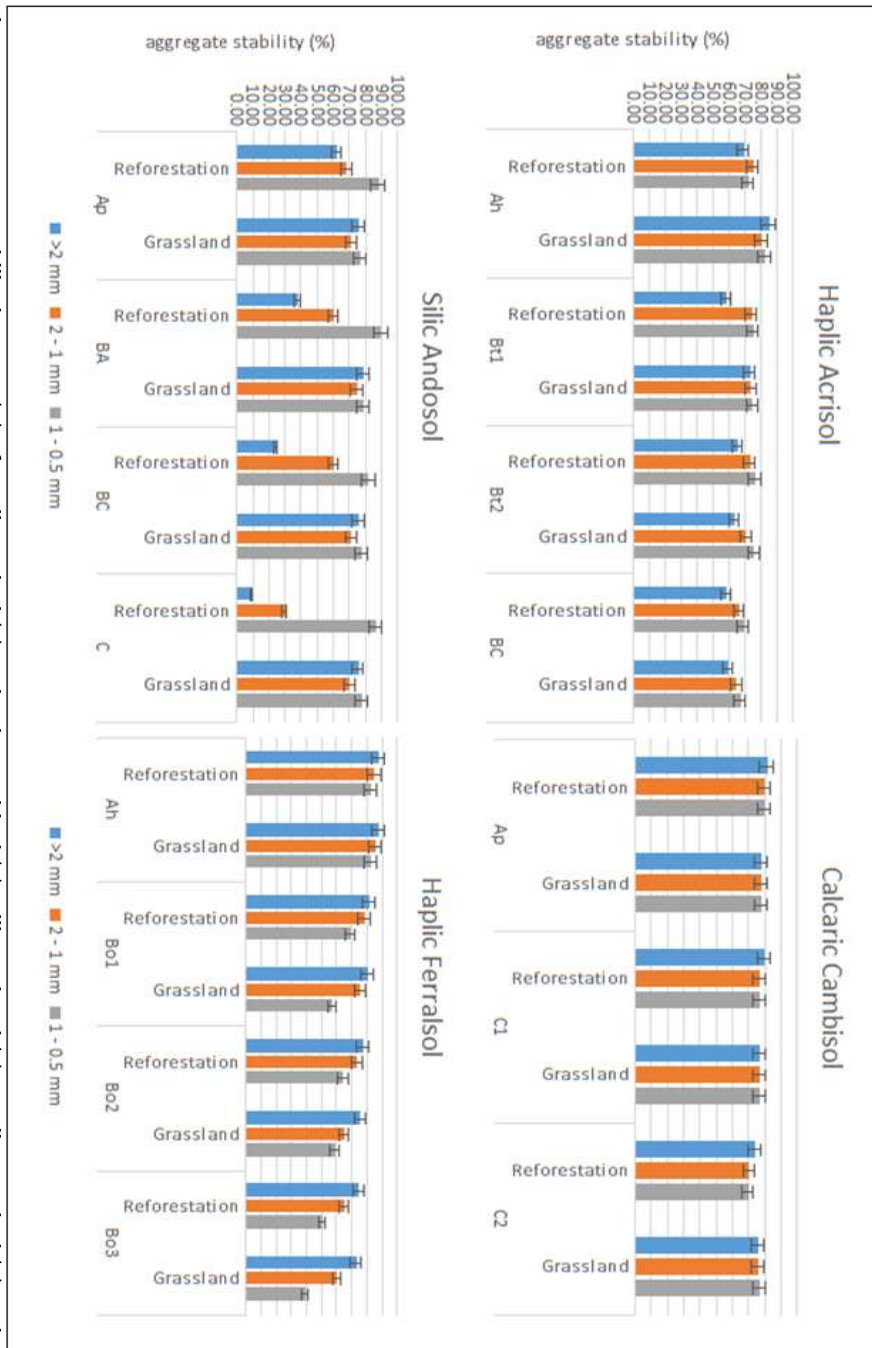 Haplic Acrisol
aggregate stability (%)
100.00
90.00
80.00
70.00
60.00
50.00
40.00
30.00
20.00
10.00
0.00
Reforestation Grassland Reforestation Grassland Reforestation Grassland Reforestation Grassland
Ah Bt1 Bt2 BC
Calcaric Cambisol
Reforestation Grassland Reforestation Grassland Reforestation Grassland
Ap C1 C2
Silic Andosol
aggregate stability (%)
100.00
90.00
80.00
70.00
60.00
50.00
40.00
30.00
20.00
10.00
0.00
Reforestation Grassland Reforestation Grassland Reforestation Grassland Reforestation Grassland
Ap BA BC C
>2 mm 2 - 1 mm 1 - 0.5 mm
Haplic Ferralsol
Reforestation Grassland Reforestation Grassland Reforestation Grassland Reforestation Grassland
Ah Bo1 Bo2 Bo3
>2 mm 2 - 1 mm 1 - 0.5 mm